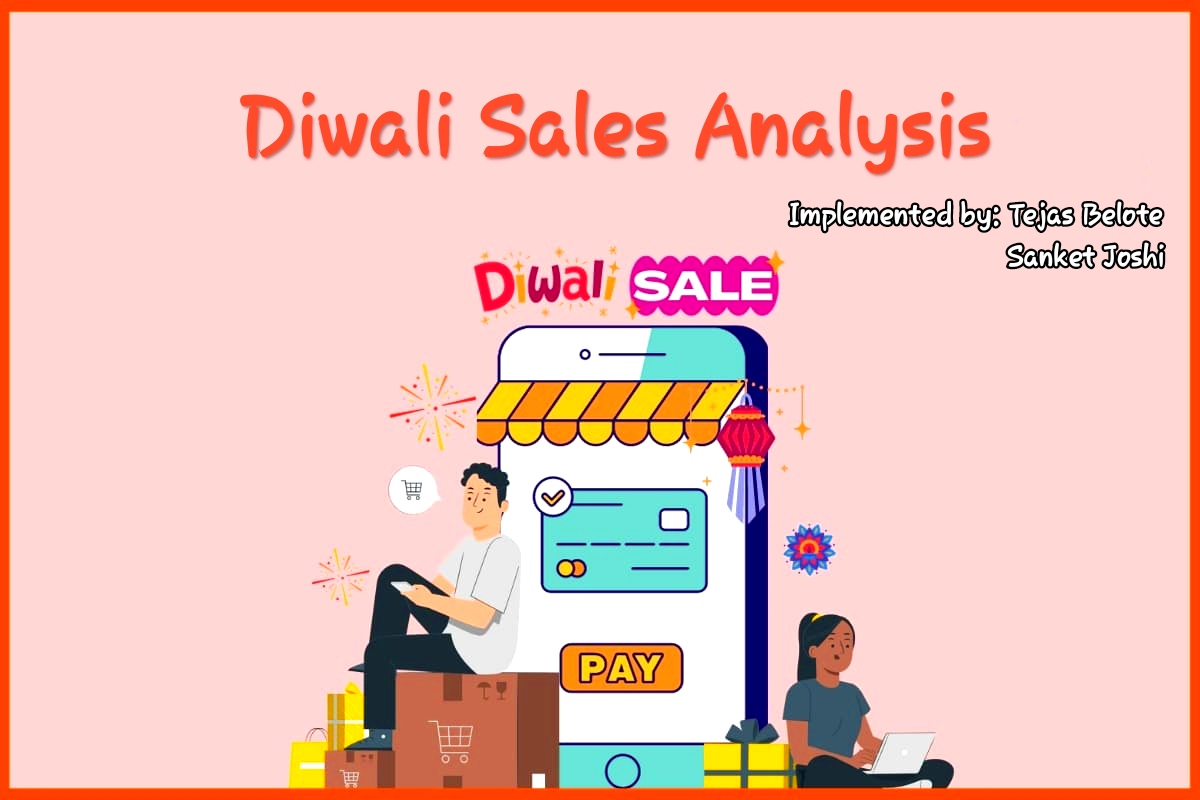 Diwali Sales Analysis
Implemented by: Tejas Belote
Sanket Joshi
Diwali SALE
PAY